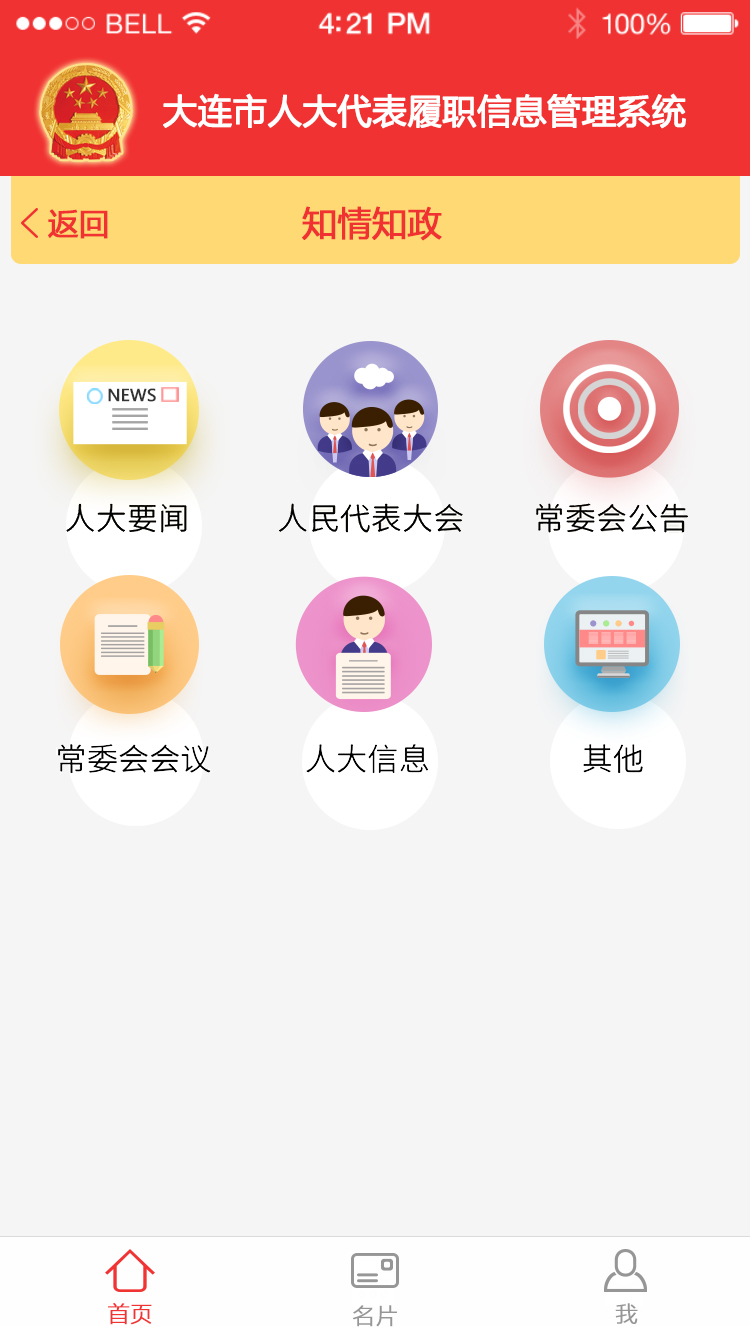 BELL 4:21 PM 100%
大连市人大代表履职信息管理系统
返回 知情知政
NEWS
人大要闻 人民代表大会 常委会公告
常委会会议 人大信息 其他
首页 名片 我